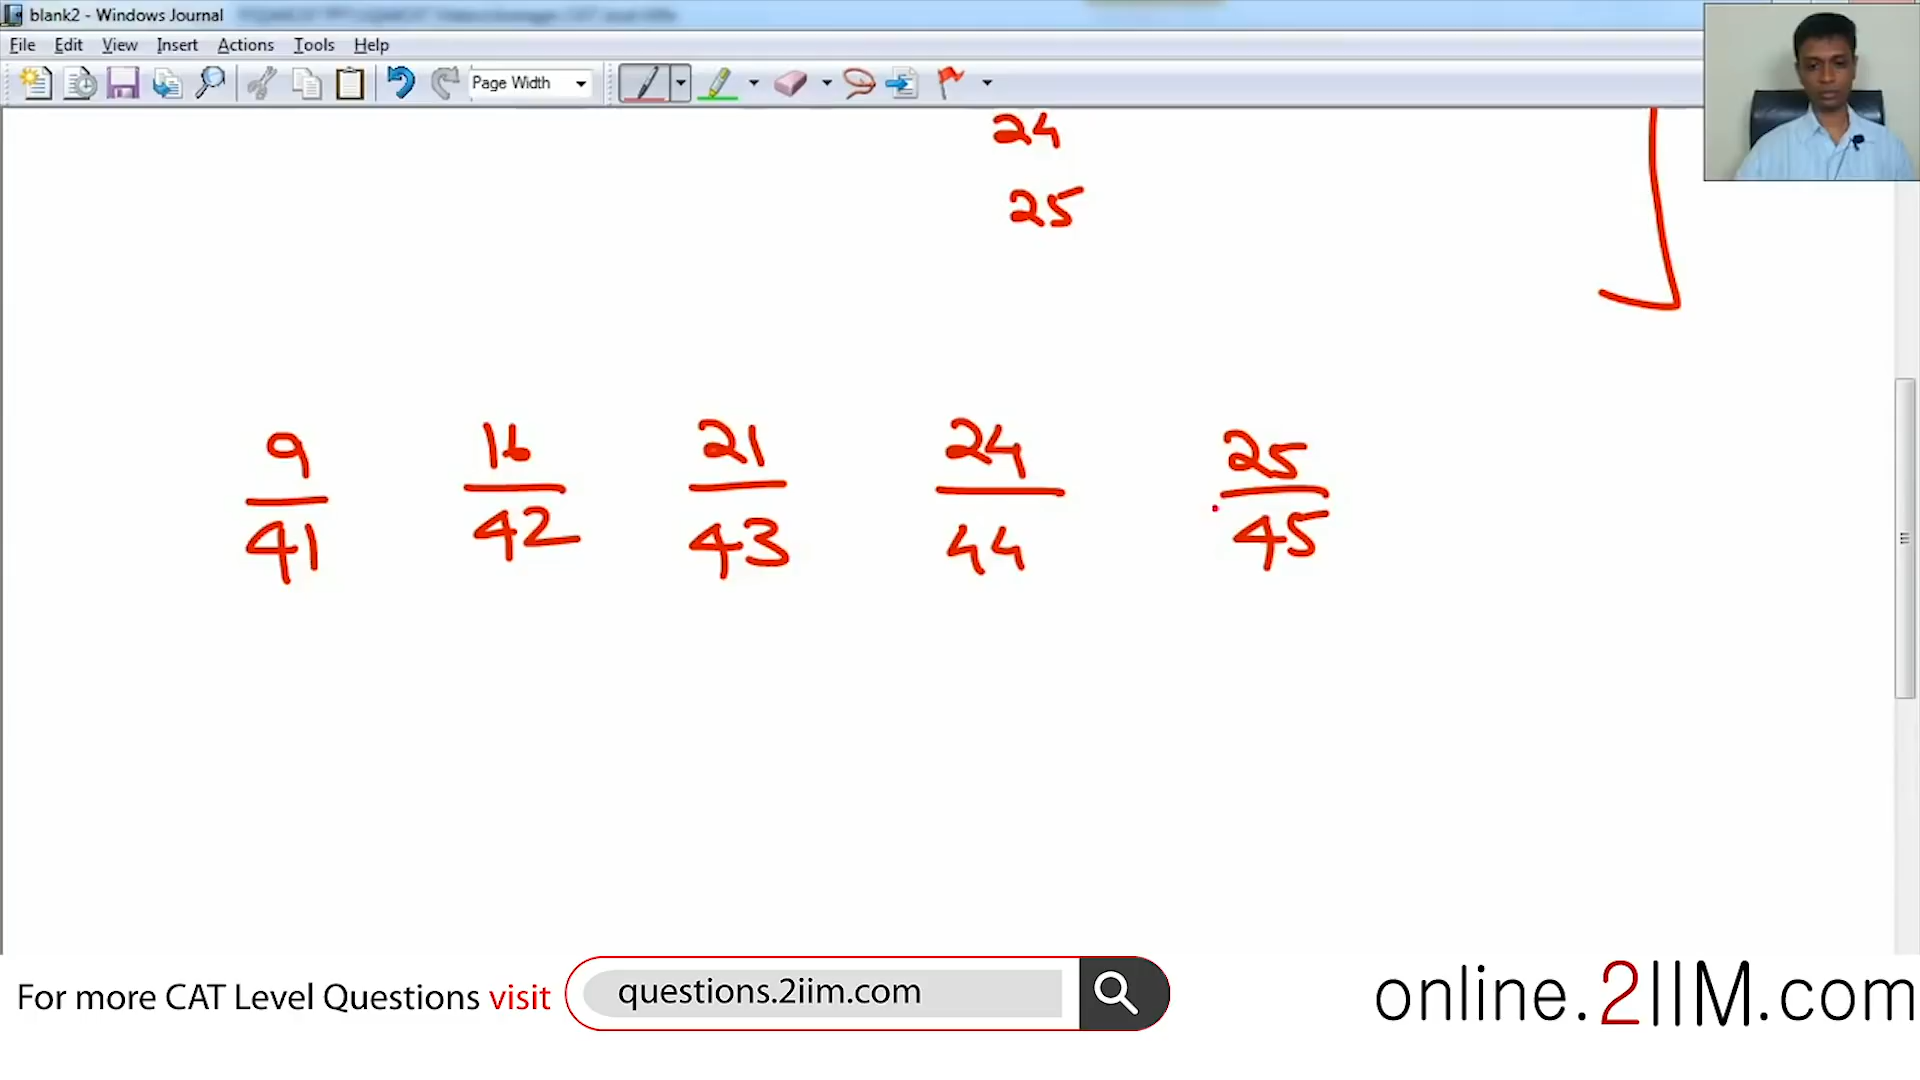 blank2 - Windows Journal
File Edit View Insert Actions Tools Help
Page Width
24
25
9 16 21 24 25
41 42 43 44 45
For more CAT Level Questions visit questions.2iim.com online.2IIM.com